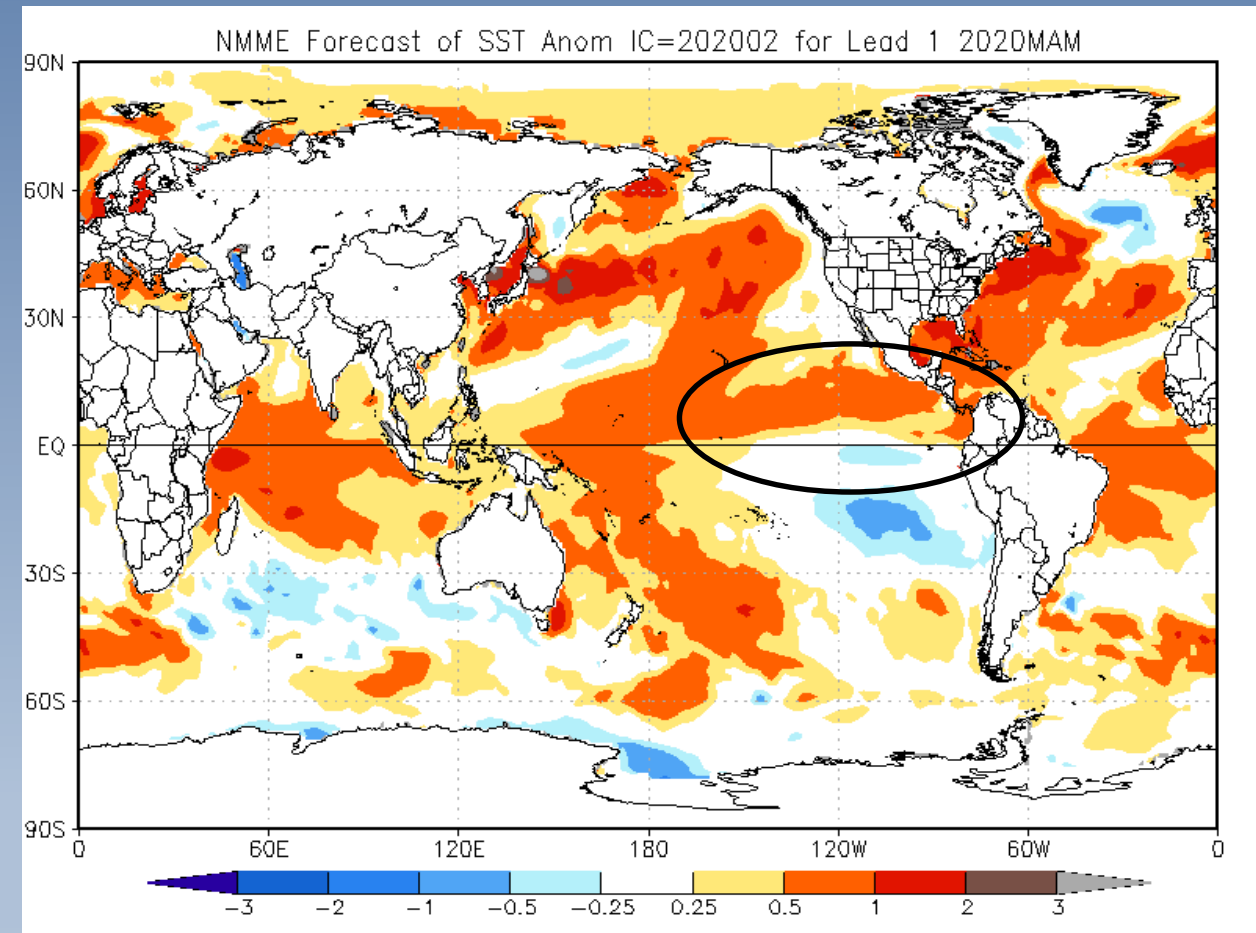 NMME Forecast of SST Anom IC=202002 for Lead 1 2020MAM
90N
60N
30N
EQ
30S
60S
90S
0 60E 120E 180 120W 60W 0
−3 −2 −1 −0.5 −0.25 0.25 0.5 1 2 3